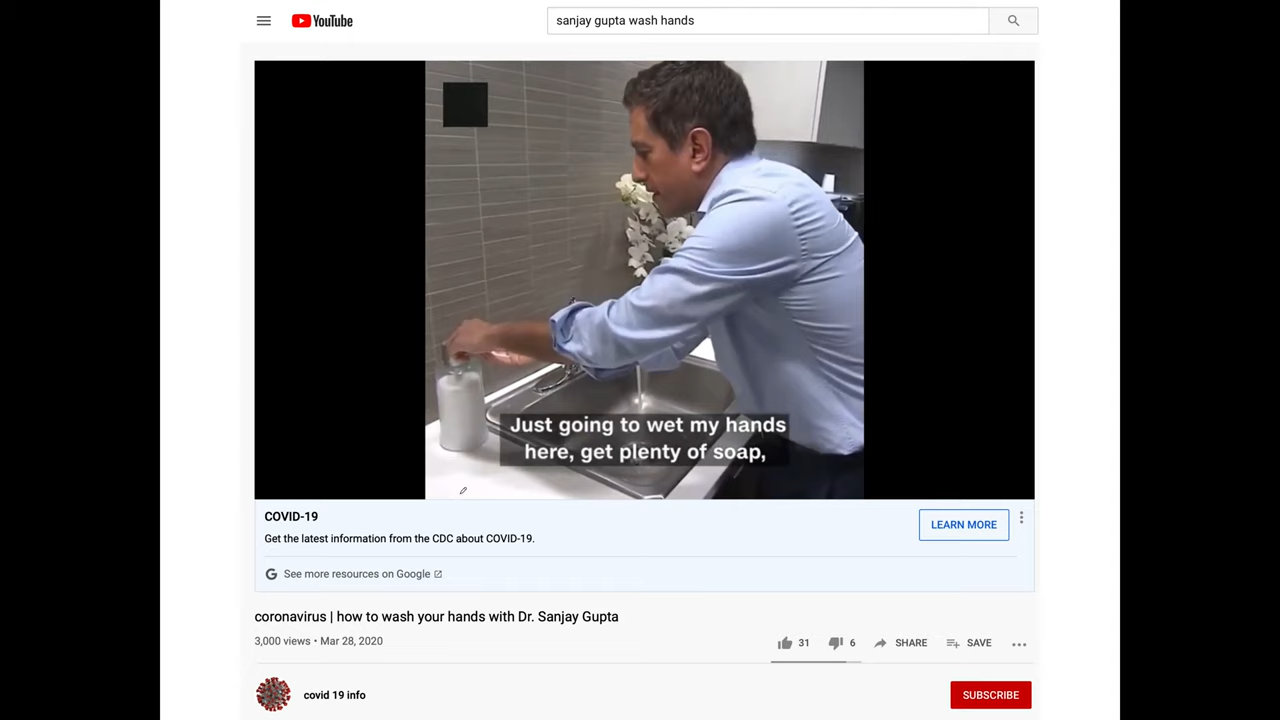 YouTube
sanjay gupta wash hands
Just going to wet my hands
here, get plenty of soap,
COVID-19
Get the latest information from the CDC about COVID-19.
LEARN MORE
See more resources on Google
coronavirus | how to wash your hands with Dr. Sanjay Gupta
3,000 views • Mar 28, 2020
31
6
SHARE
SAVE
covid 19 info
SUBSCRIBE